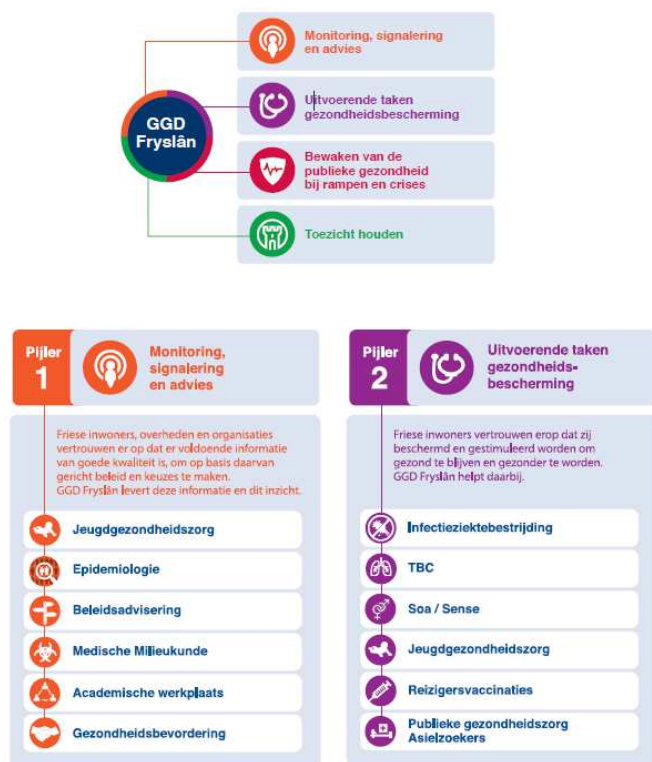 GGD
Fryslân
Monitoring, signalering
en advies
Uitvoerende taken
gezondheidsbescherming
Bewaken van de
publieke gezondheid
bij rampen en crises
Toezicht houden
Pijler
1
Monitoring,
signalering
en advies
Friese inwoners, overheden en organisaties
vertrouwen er op dat er voldoende informatie
van goede kwaliteit is, om op basis daarvan
gericht beleid en keuzes te maken.
GGD Fryslân levert deze informatie en dit inzicht.
Jeugdgezondheidszorg
Epidemiologie
Beleidsadvisering
Medische Milieukunde
Academische werkplaats
Gezondheidsbevordering
Pijler
2
Uitvoerende taken
gezondheids-
bescherming
Friese inwoners vertrouwen erop dat zij
beschermd en gestimuleerd worden om
gezond te blijven en gezonder te worden.
GGD Fryslân helpt daarbij.
Infectieziektebestrijding
TBC
Soa / Sense
Jeugdgezondheidszorg
Reizigersvaccinaties
Publieke gezondheidszorg
Asielzoekers